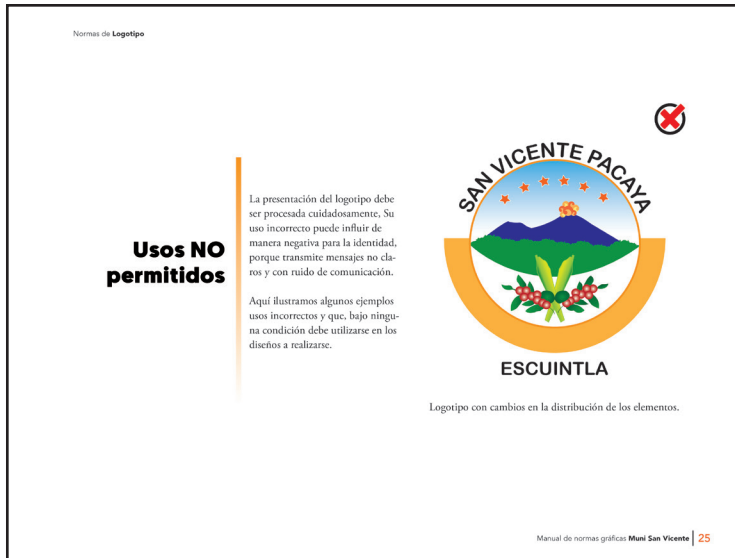 Normas de Logotipo
Usos NO
permitidos
La presentación del logotipo debe
ser procesada cuidadosamente, Su
uso incorrecto puede influir de
manera negativa para la identidad,
porque transmite mensajes no cla-
ros y con ruido de comunicación.
Aquí ilustramos algunos ejemplos
usos incorrectos y que, bajo ningu-
na condición debe utilizarse en los
diseños a realizarse.
SAN VICENTE PACAYA
ESCUINTLA
Logotipo con cambios en la distribución de los elementos.
Manual de normas gráficas Muni San Vicente | 25